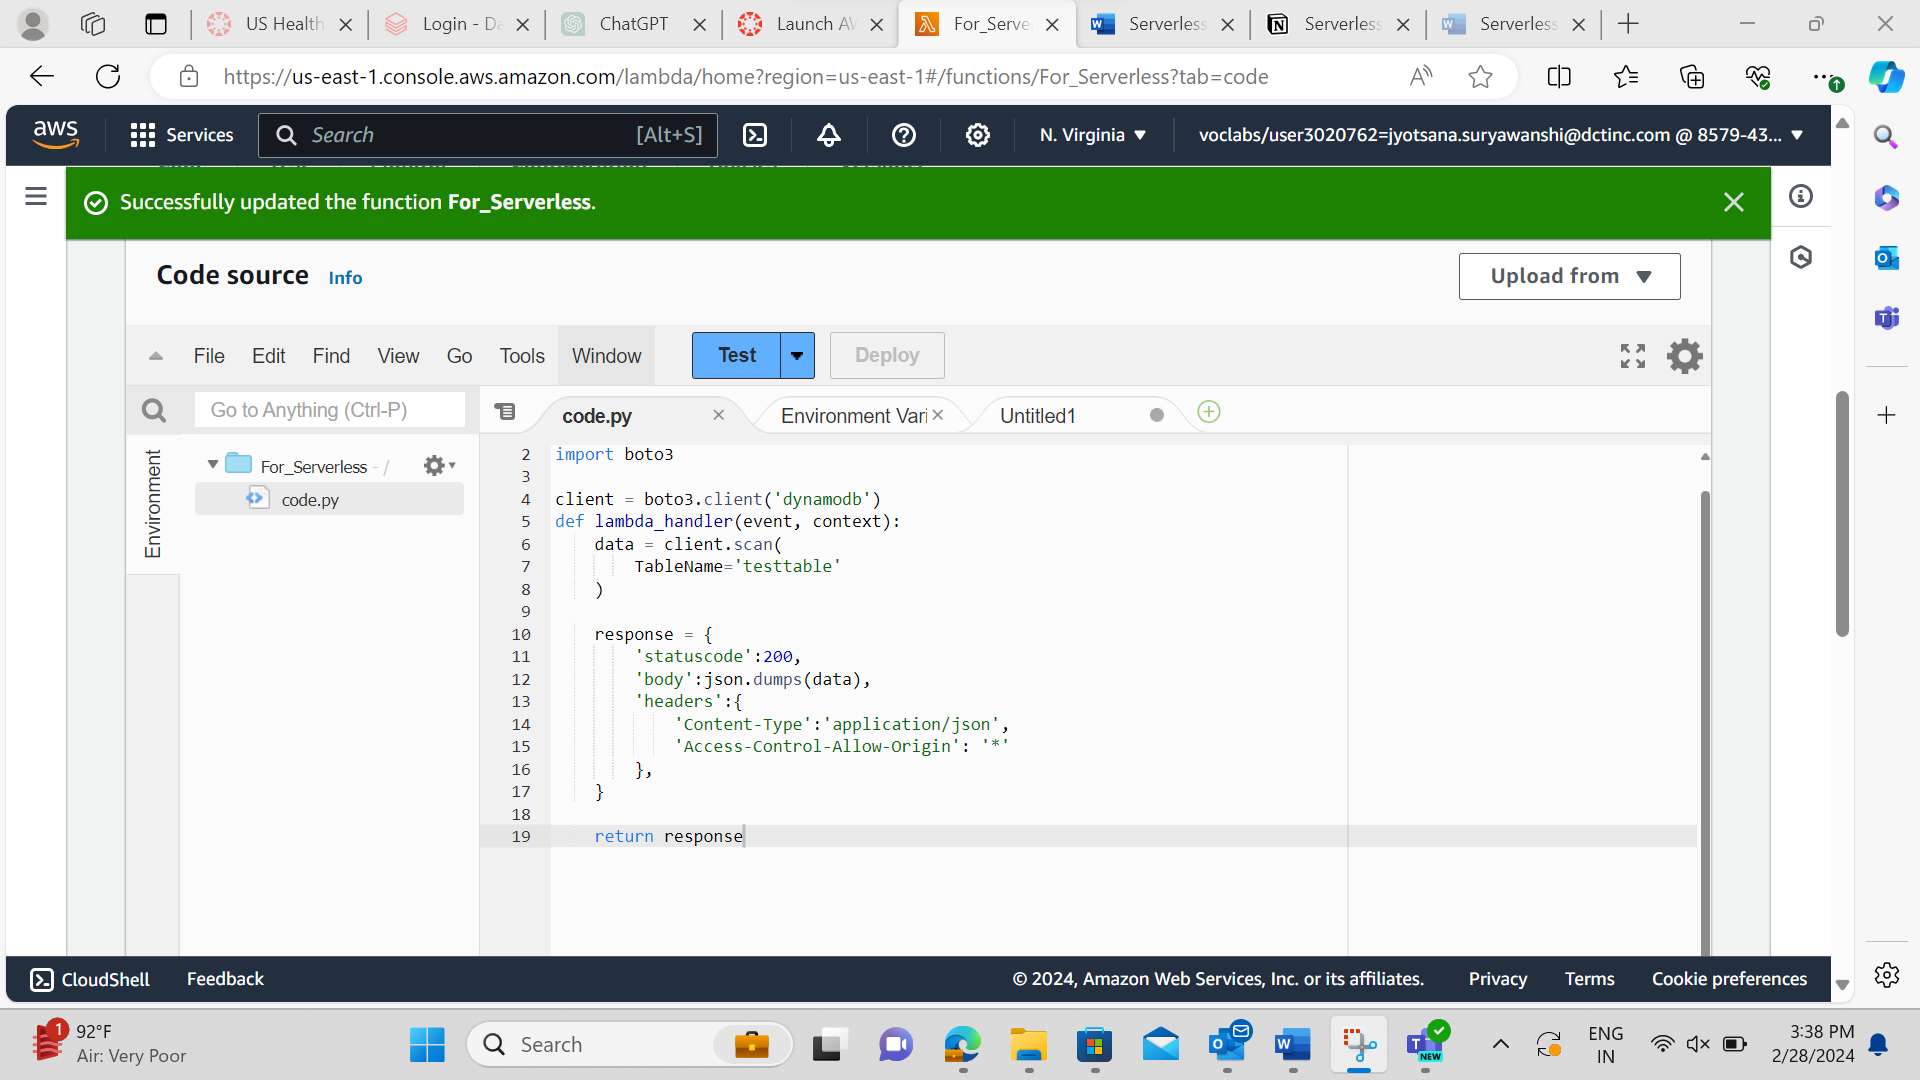 US Health
Login - Da
ChatGPT
Launch AV
For_Serve
Serverless
Serverless
Serverless
https://us-east-1.console.aws.amazon.com/lambda/home?region=us-east-1#/functions/For_Serverless?tab=code
aws
Services
Search
[Alt+S]
N. Virginia
voclabs/user3020762=jyotsana.suryawanshi@dctinc.com @ 8579-43...
Successfully updated the function For_Serverless.
Code source Info
Upload from
File Edit Find View Go Tools Window
Test
Deploy
Go to Anything (Ctrl-P)
code.py
Environment Vari
Untitled1
Environment
For_Serverless - /
code.py
2 import boto3
3
4 client = boto3.client('dynamodb')
5 def lambda_handler(event, context):
6 data = client.scan(
7 TableName='testtable'
8 )
9
10 response = {
11 'statuscode':200,
12 'body':json.dumps(data),
13 'headers':{
14 'Content-Type':'application/json',
15 'Access-Control-Allow-Origin': '*'
16 },
17 }
18
19 return response
CloudShell
Feedback
© 2024, Amazon Web Services, Inc. or its affiliates.
Privacy
Terms
Cookie preferences
1
92°F
Air: Very Poor
Search
NEW
ENG
IN
3:38 PM
2/28/2024